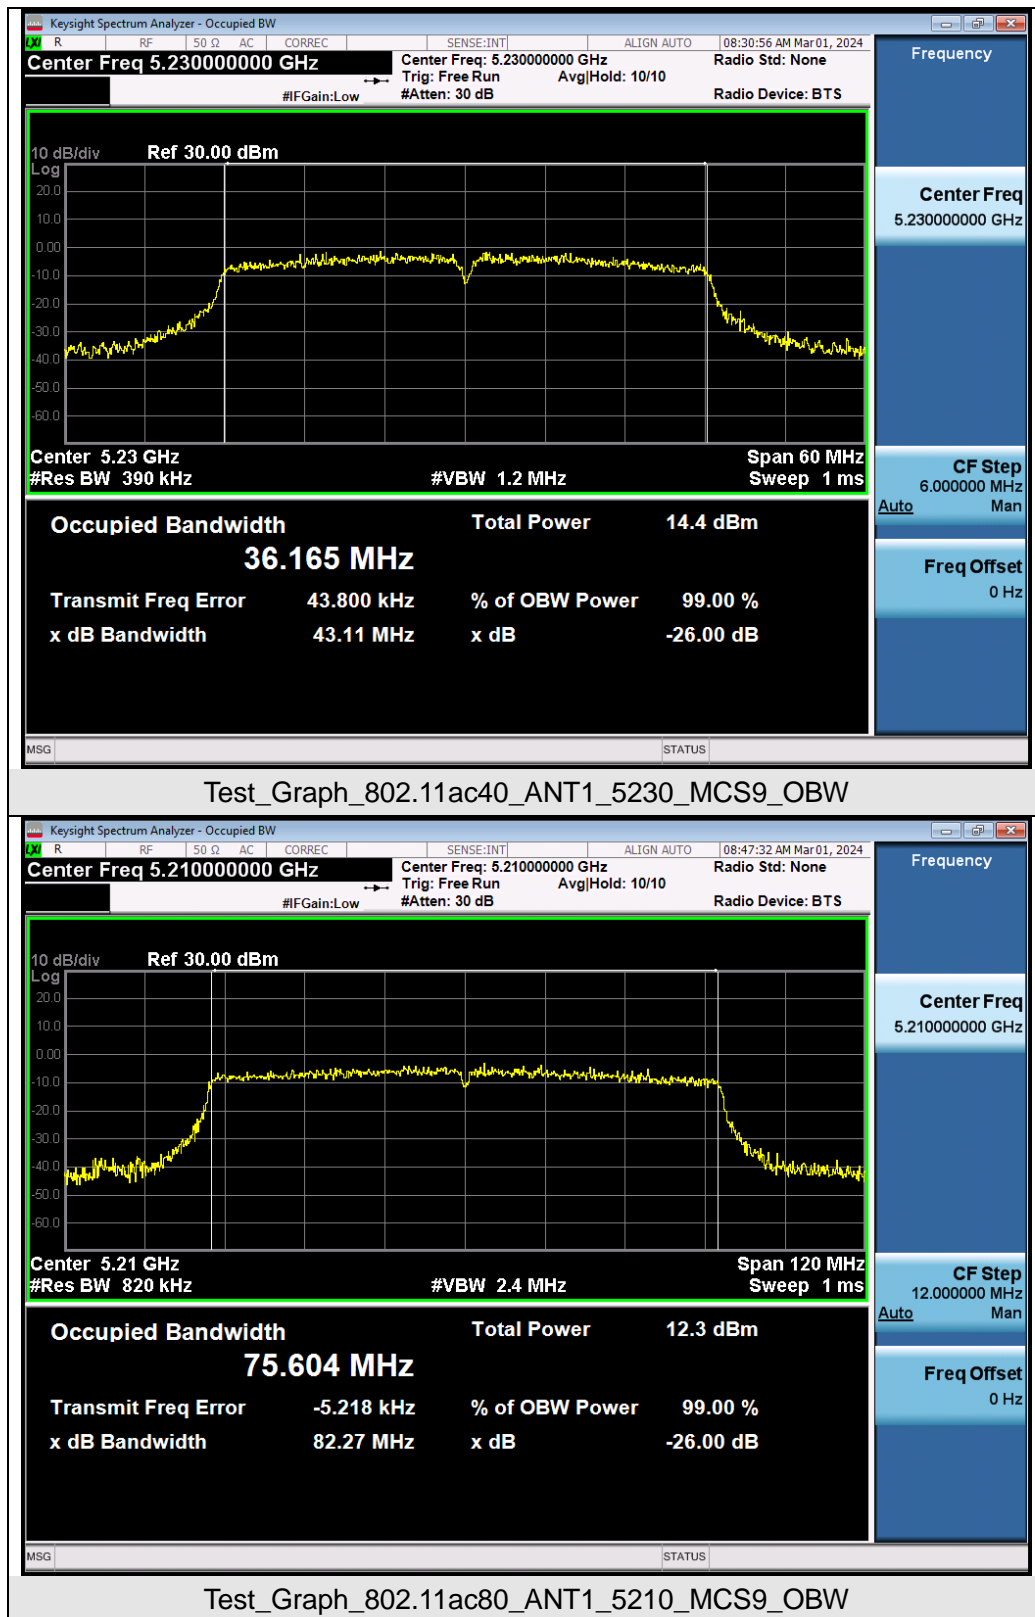 Keysight Spectrum Analyzer - Occupied BW
LXI R RF 50 Ω AC CORREC SENSE:INT ALIGN AUTO 08:30:56 AM Mar 01, 2024
Center Freq 5.230000000 GHz Center Freq: 5.230000000 GHz Radio Std: None
Trig: Free Run Avg|Hold: 10/10
#IFGain:Low #Atten: 30 dB Radio Device: BTS
Frequency
10 dB/div Ref 30.00 dBm
Log
20.0
10.0
0.00
-10.0
-20.0
-30.0
-40.0
-50.0
-60.0
Center 5.23 GHz Span 60 MHz
#Res BW 390 kHz #VBW 1.2 MHz Sweep 1 ms
Center Freq
5.230000000 GHz
CF Step
6.000000 MHz
Auto Man
Freq Offset
0 Hz
Occupied Bandwidth Total Power 14.4 dBm
36.165 MHz
Transmit Freq Error 43.800 kHz % of OBW Power 99.00 %
x dB Bandwidth 43.11 MHz x dB -26.00 dB
MSG STATUS
Test_Graph_802.11ac40_ANT1_5230_MCS9_OBW
Keysight Spectrum Analyzer - Occupied BW
LXI R RF 50 Ω AC CORREC SENSE:INT ALIGN AUTO 08:47:32 AM Mar 01, 2024
Center Freq 5.210000000 GHz Center Freq: 5.210000000 GHz Radio Std: None
Trig: Free Run Avg|Hold: 10/10
#IFGain:Low #Atten: 30 dB Radio Device: BTS
Frequency
10 dB/div Ref 30.00 dBm
Log
20.0
10.0
0.00
-10.0
-20.0
-30.0
-40.0
-50.0
-60.0
Center 5.21 GHz Span 120 MHz
#Res BW 820 kHz #VBW 2.4 MHz Sweep 1 ms
Center Freq
5.210000000 GHz
CF Step
12.000000 MHz
Auto Man
Freq Offset
0 Hz
Occupied Bandwidth Total Power 12.3 dBm
75.604 MHz
Transmit Freq Error -5.218 kHz % of OBW Power 99.00 %
x dB Bandwidth 82.27 MHz x dB -26.00 dB
MSG STATUS
Test_Graph_802.11ac80_ANT1_5210_MCS9_OBW